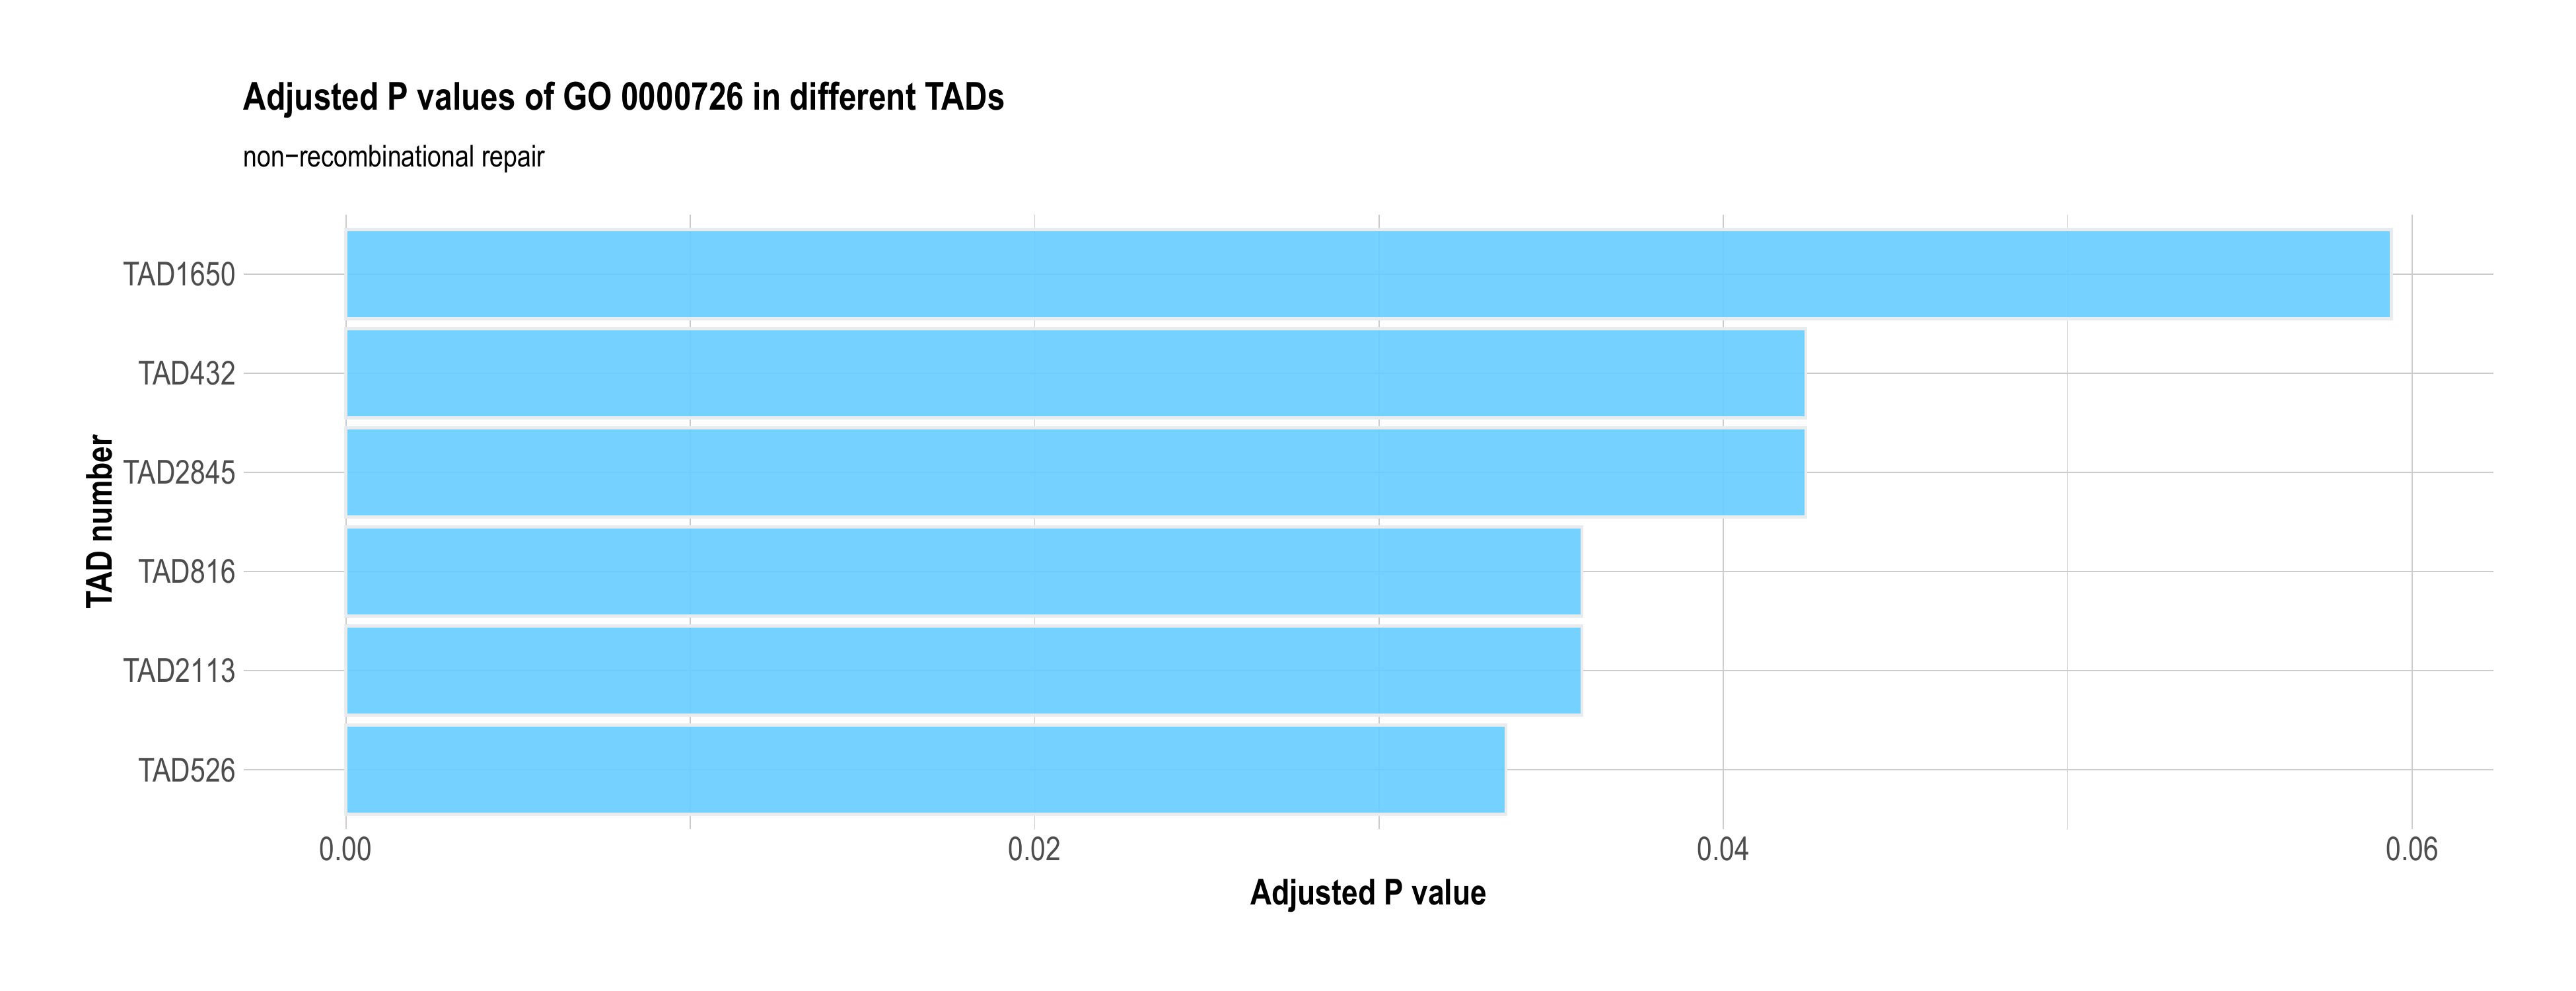 Adjusted P values of GO 0000726 in different TADs
non−recombinational repair
TAD number
TAD1650
TAD432
TAD2845
TAD816
TAD2113
TAD526
0.00 0.02 0.04 0.06
Adjusted P value